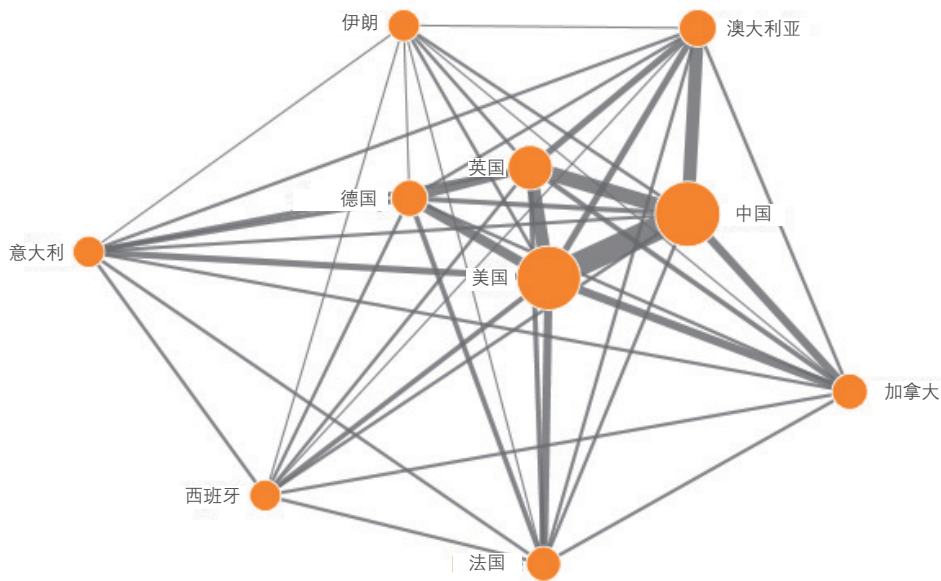 伊朗
澳大利亚
英国
德国
中国
意大利
美国
加拿大
西班牙
法国